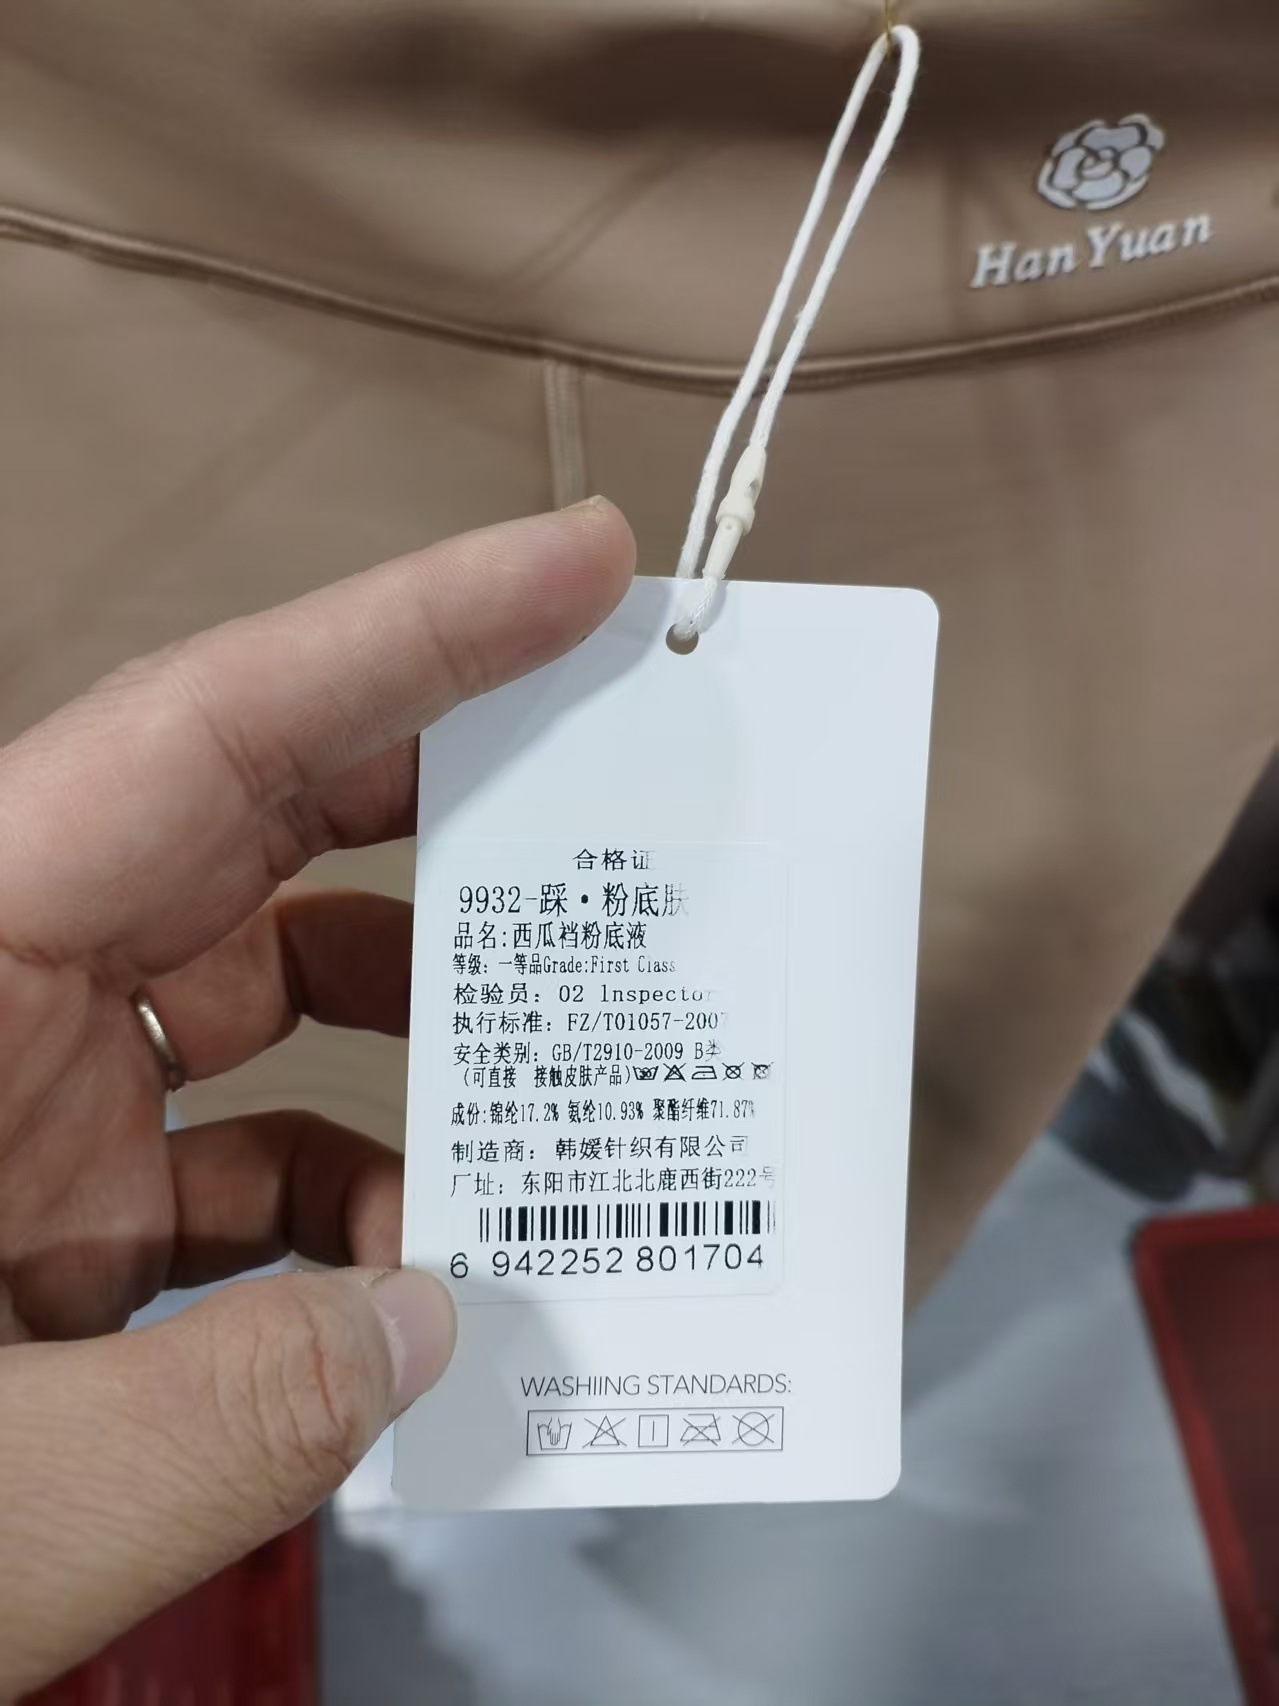 Han Yuan
合格证
9932-踩·粉底肤
品名:西瓜裆粉底液
等级: 一等品Grade:First Class
检验员: 02 lnspector
执行标准: FZ/T01057-2007
安全类别: GB/T2910-2009 B类
(可直接 接触皮肤产品)
成份:锦纶17.2% 氨纶10.93% 聚酯纤维71.87%
制造商: 韩媛针织有限公司
厂址: 东阳市江北北鹿西街222号
6 942252 801704
WASHIING STANDARDS: